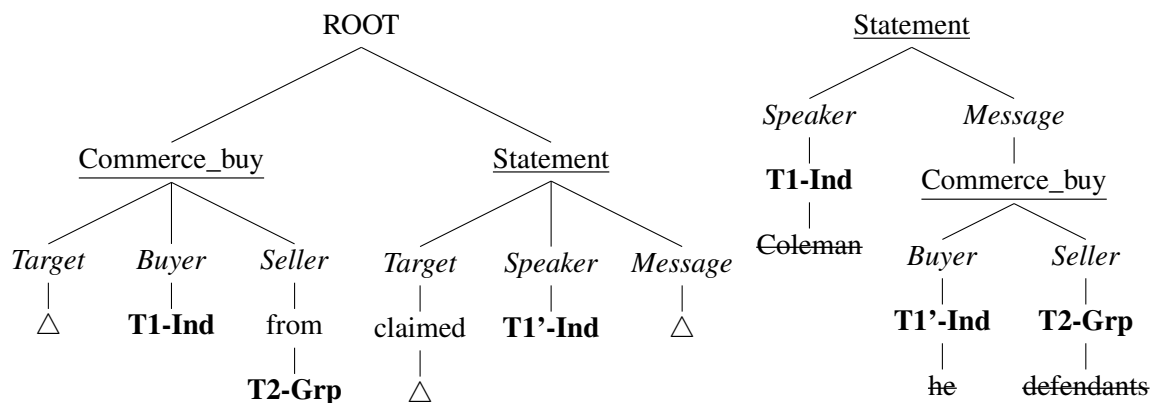 ROOT Statement
Speaker Message
Commerce_buy Statement T1-Ind Commerce_buy
Coleman
Target Buyer Seller Target Speaker Message Buyer Seller
△ T1-Ind from claimed T1'-Ind △ T1'-Ind T2-Grp
T2-Grp △ he defendants